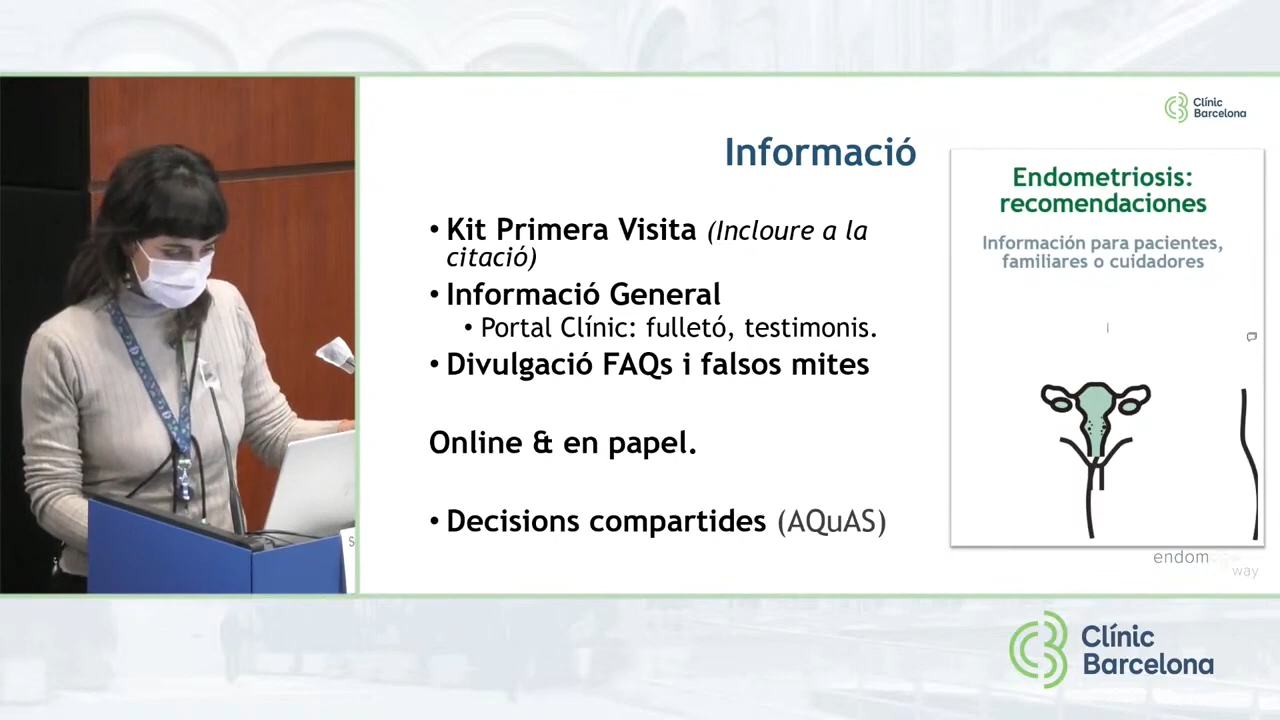 Clínic
Barcelona
Informació
• Kit Primera Visita (Incloure a la
citació)
• Informació General
• Portal Clínic: fulletó, testimonis.
• Divulgació FAQs i falsos mites
Online & en papel.
• Decisions compartides (AQuAS)
Endometriosis:
recomendaciones
Información para pacientes,
familiares o cuidadores
endom
way
S
Clínic
Barcelona